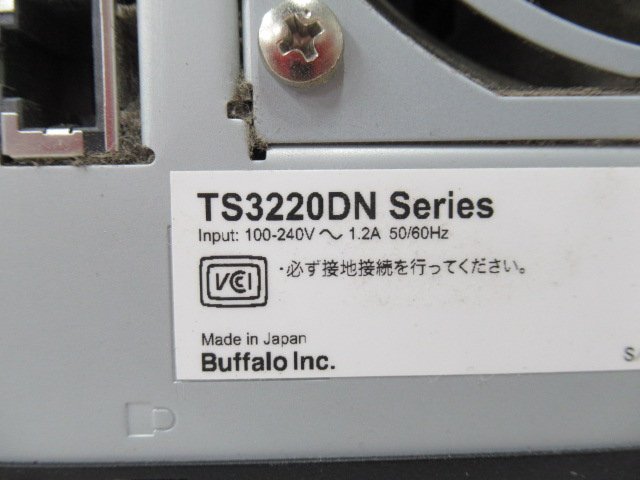 TS3220DN Series
Input: 100-240V ～ 1.2A 50/60Hz
VCCI
・必ず接地接続を行ってください。
Made in Japan
Buffalo Inc.